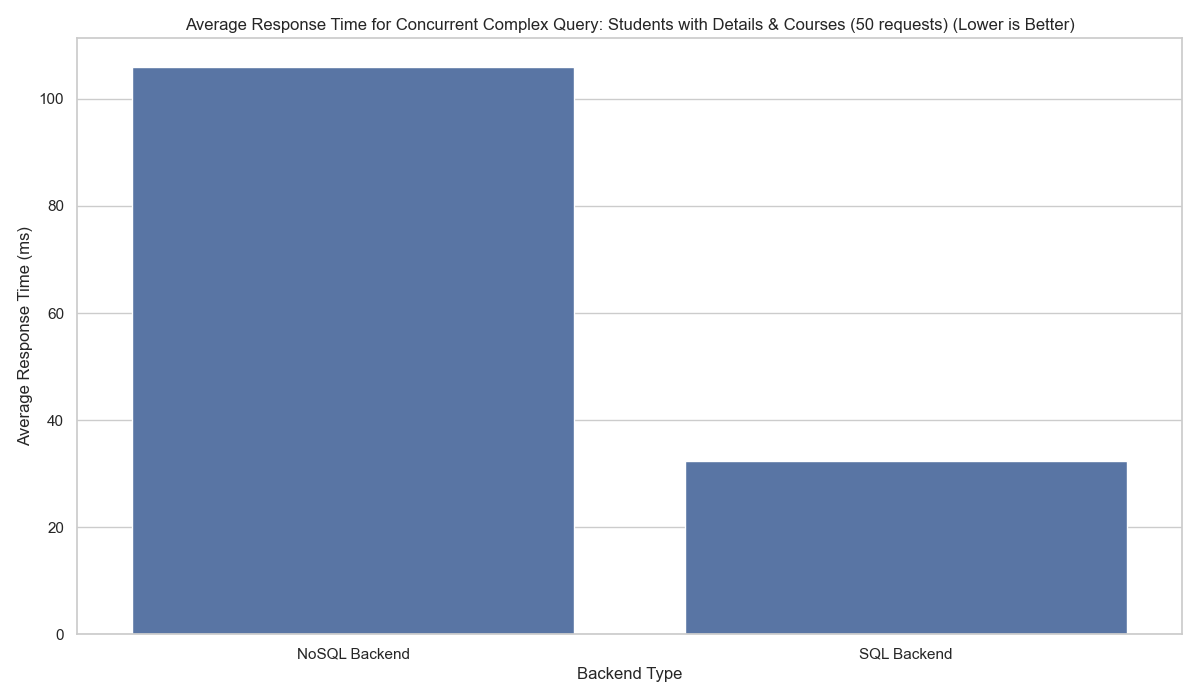 Average Response Time for Concurrent Complex Query: Students with Details & Courses (50 requests) (Lower is Better)
100
80
60
40
20
0
Average Response Time (ms)
NoSQL Backend
SQL Backend
Backend Type